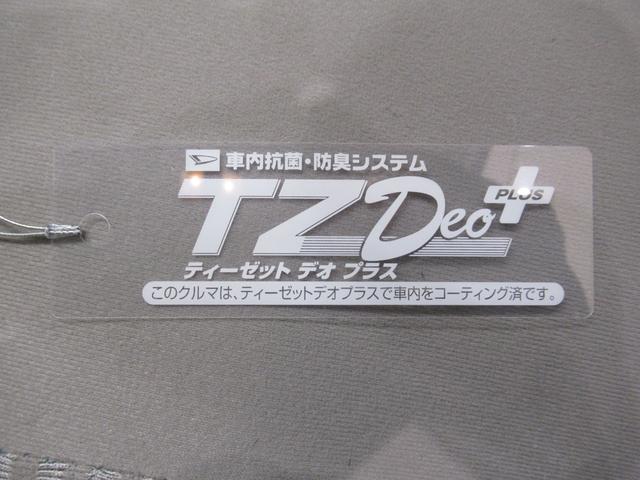 車内抗菌・防臭システム
TZ Deo PLUS
ティーゼット デオ プラス
このクルマは、ティーゼットデオプラスで車内をコーティング済です。